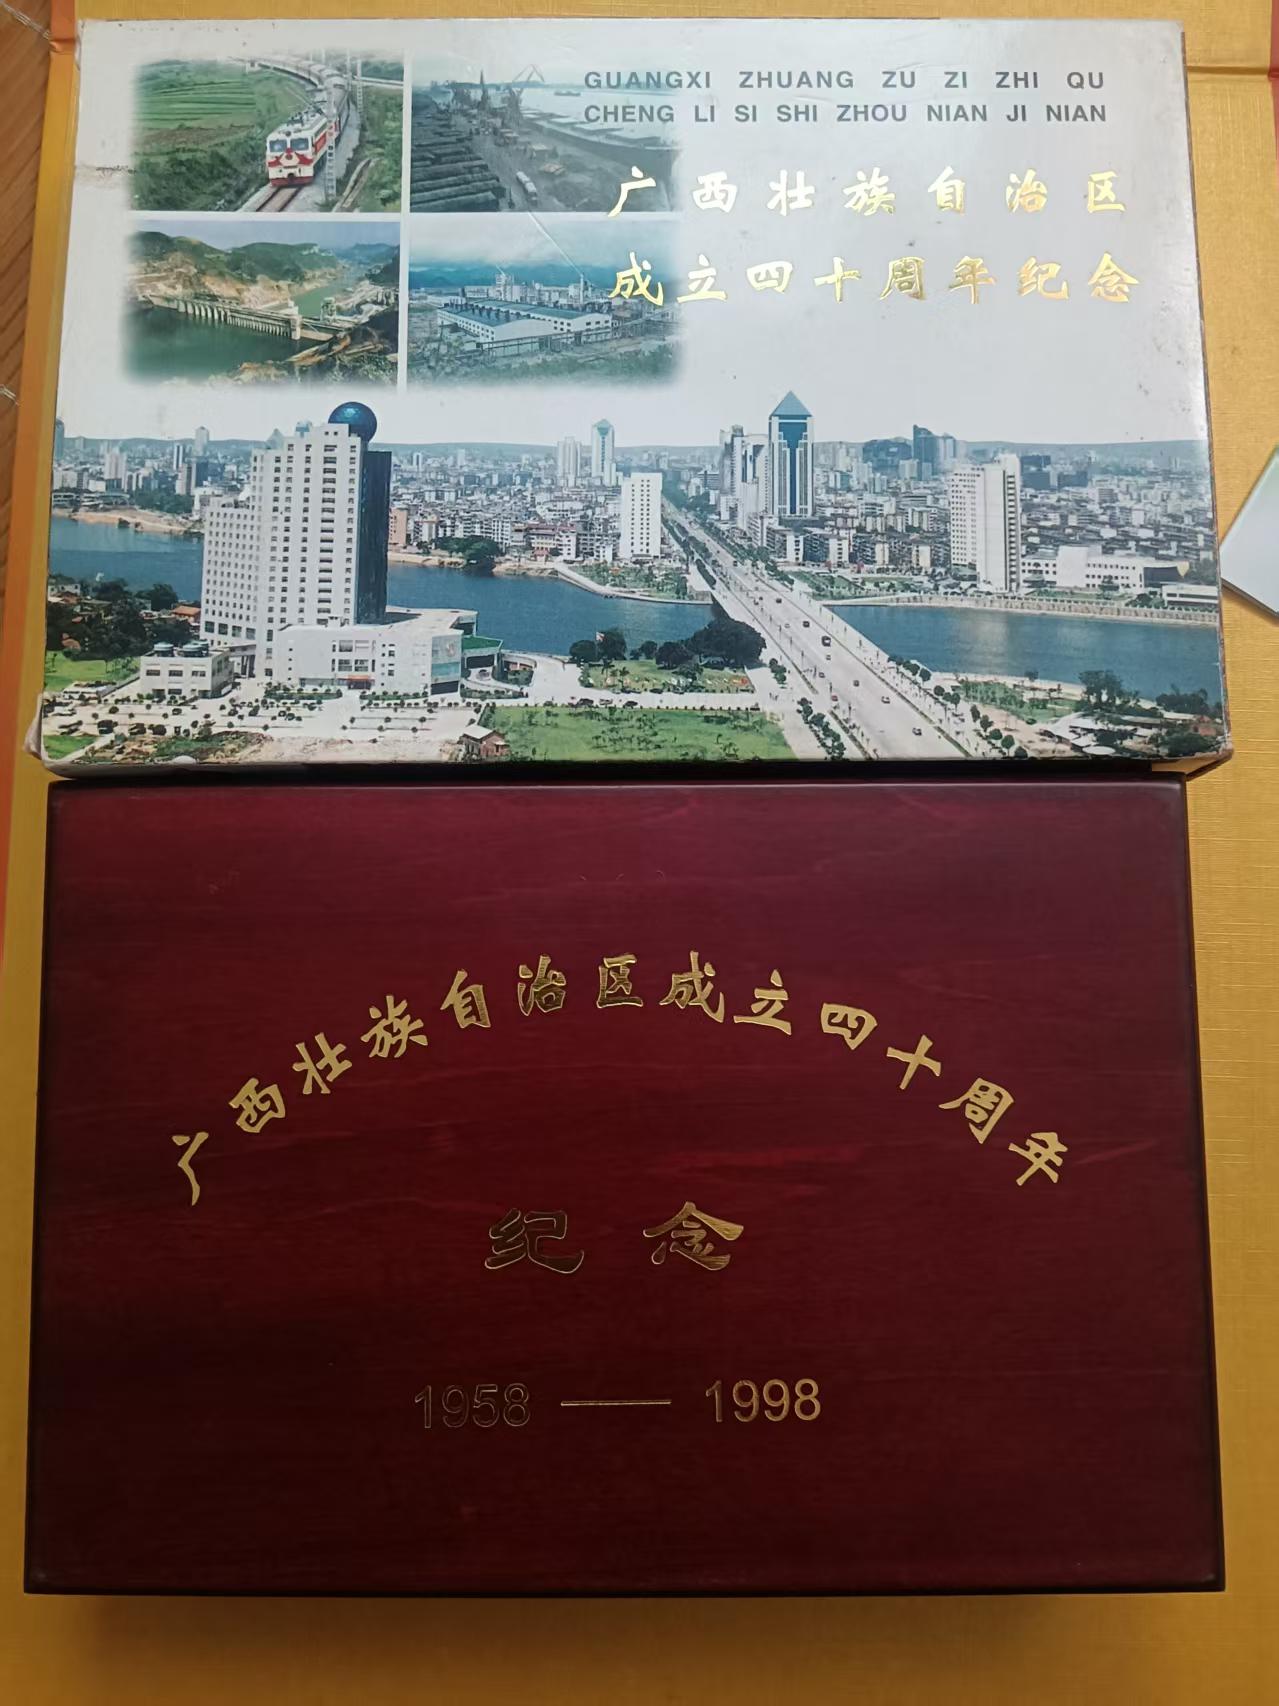 GUANGXI ZHUANG ZU ZI ZHI QU
CHENG LI SI SHI ZHOU NIAN JI NIAN
广西壮族自治区
成立四十周年纪念
广西壮族自治区成立四十周年
纪念
1958 —— 1998